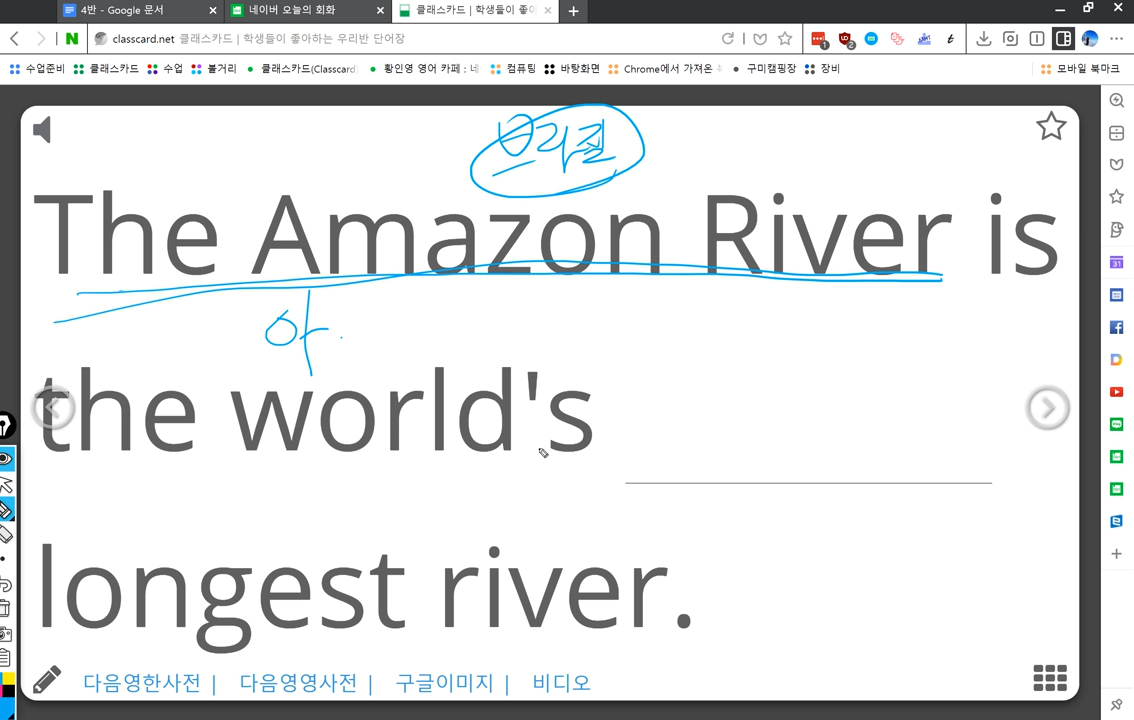 4반 - Google 문서
네이버 오늘의 회화
클래스카드 | 학생들이 좋아
classcard.net 클래스카드 | 학생들이 좋아하는 우리반 단어장
수업준비 클래스카드 수업 볼거리 클래스카드(Classcard) 황인영 영어 카페 : 네 컴퓨팅 바탕화면 Chrome에서 가져온 구미캠핑장 장비 모바일 북마크
브라질
The Amazon River is
아
the world's
longest river.
다음영한사전 | 다음영영사전 | 구글이미지 | 비디오